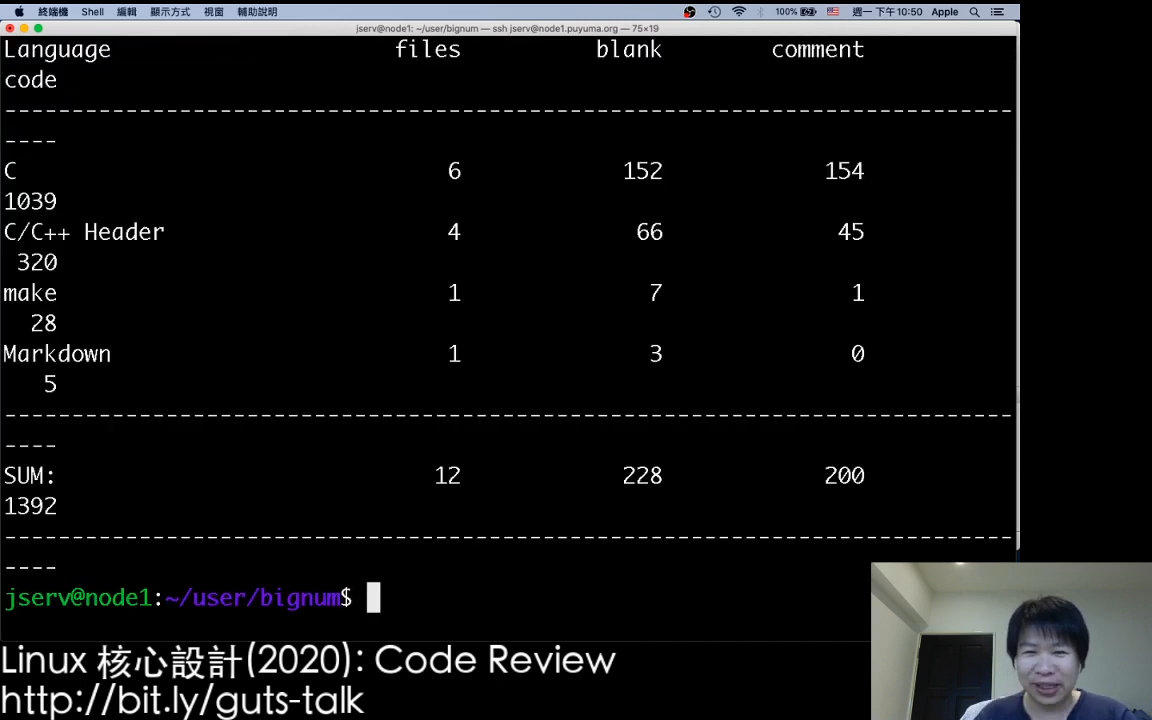 終端機 Shell 編輯 顯示方式 視窗 輔助說明 100% 週一 下午10:50 Apple
jserv@node1: ~/user/bignum — ssh jserv@node1.puyuma.org — 75×19
Language files blank comment
code
-------------------------------------------------------------------------------
----
C 6 152 154
1039
C/C++ Header 4 66 45
320
make 1 7 1
28
Markdown 1 3 0
5
-------------------------------------------------------------------------------
----
SUM: 12 228 200
1392
-------------------------------------------------------------------------------
----
jserv@node1:~/user/bignum$
Linux 核心設計(2020): Code Review
http://bit.ly/guts-talk